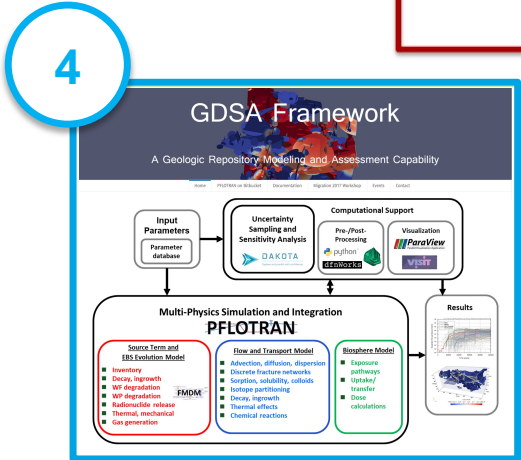 4
GDSA Framework
A Geologic Repository Modeling and Assessment Capability
Home PFLOTRAN on Bitbucket Documentation Migration 2017 Workshop Events Contact
Input
Parameters
Parameter
database
Computational Support
Uncertainty
Sampling and
Sensitivity Analysis
DAKOTA
Pre-/Post-
Processing
python
dfnWorks
Visualization
ParaView
VISIT
Multi-Physics Simulation and Integration
PFLOTRAN
Source Term and
EBS Evolution Model
Inventory
Decay, ingrowth
WF degradation
WP degradation
Radionuclide release
Thermal, mechanical
Gas generation
FMDM
Flow and Transport Model
Advection, diffusion, dispersion
Discrete fracture networks
Sorption, solubility, colloids
Isotope partitioning
Decay, ingrowth
Thermal effects
Chemical reactions
Biosphere Model
Exposure
pathways
Uptake/
transfer
Dose
calculations
Results